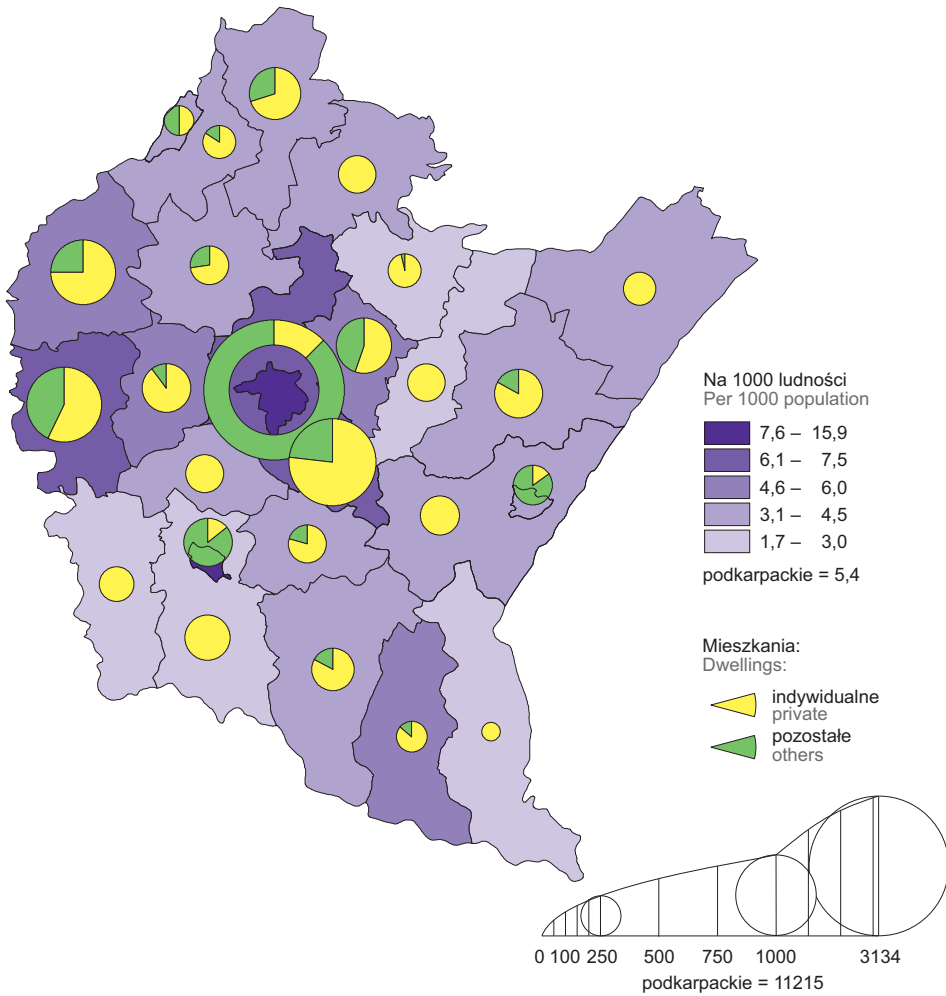 Na 1000 ludności
Per 1000 population
7,6 – 15,9
6,1 – 7,5
4,6 – 6,0
3,1 – 4,5
1,7 – 3,0
podkarpackie = 5,4
Mieszkania:
Dwellings:
indywidualne
private
pozostałe
others
0 100 250 500 750 1000 3134
podkarpackie = 11215